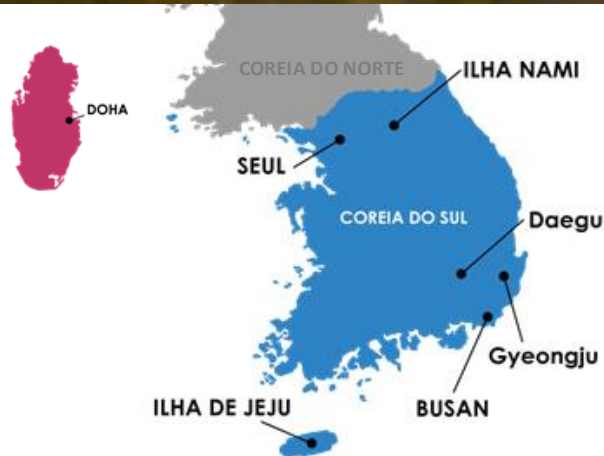 COREIA DO NORTE
ILHA NAMI
DOHA
SEUL
COREIA DO SUL
Daegu
Gyeongju
ILHA DE JEJU
BUSAN